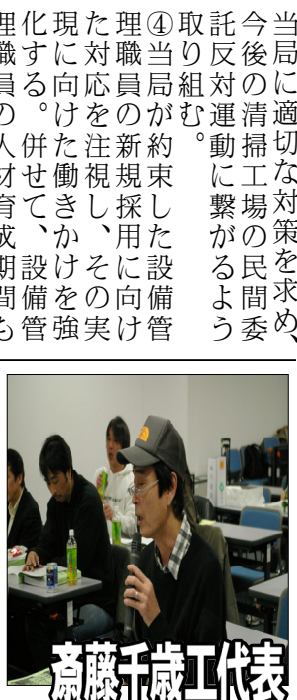 当局に適切な対策を求め、
今後の清掃工場の民間委
託反対運動に繋がるよう
取り組む。
④当局が約束した設備管
理職員の新規採用に向け
た対応を注視し、その実
現に向けた働きかけを強
化する。併せて、設備管
理職員の人材育成期間も
斎藤千歳工代表